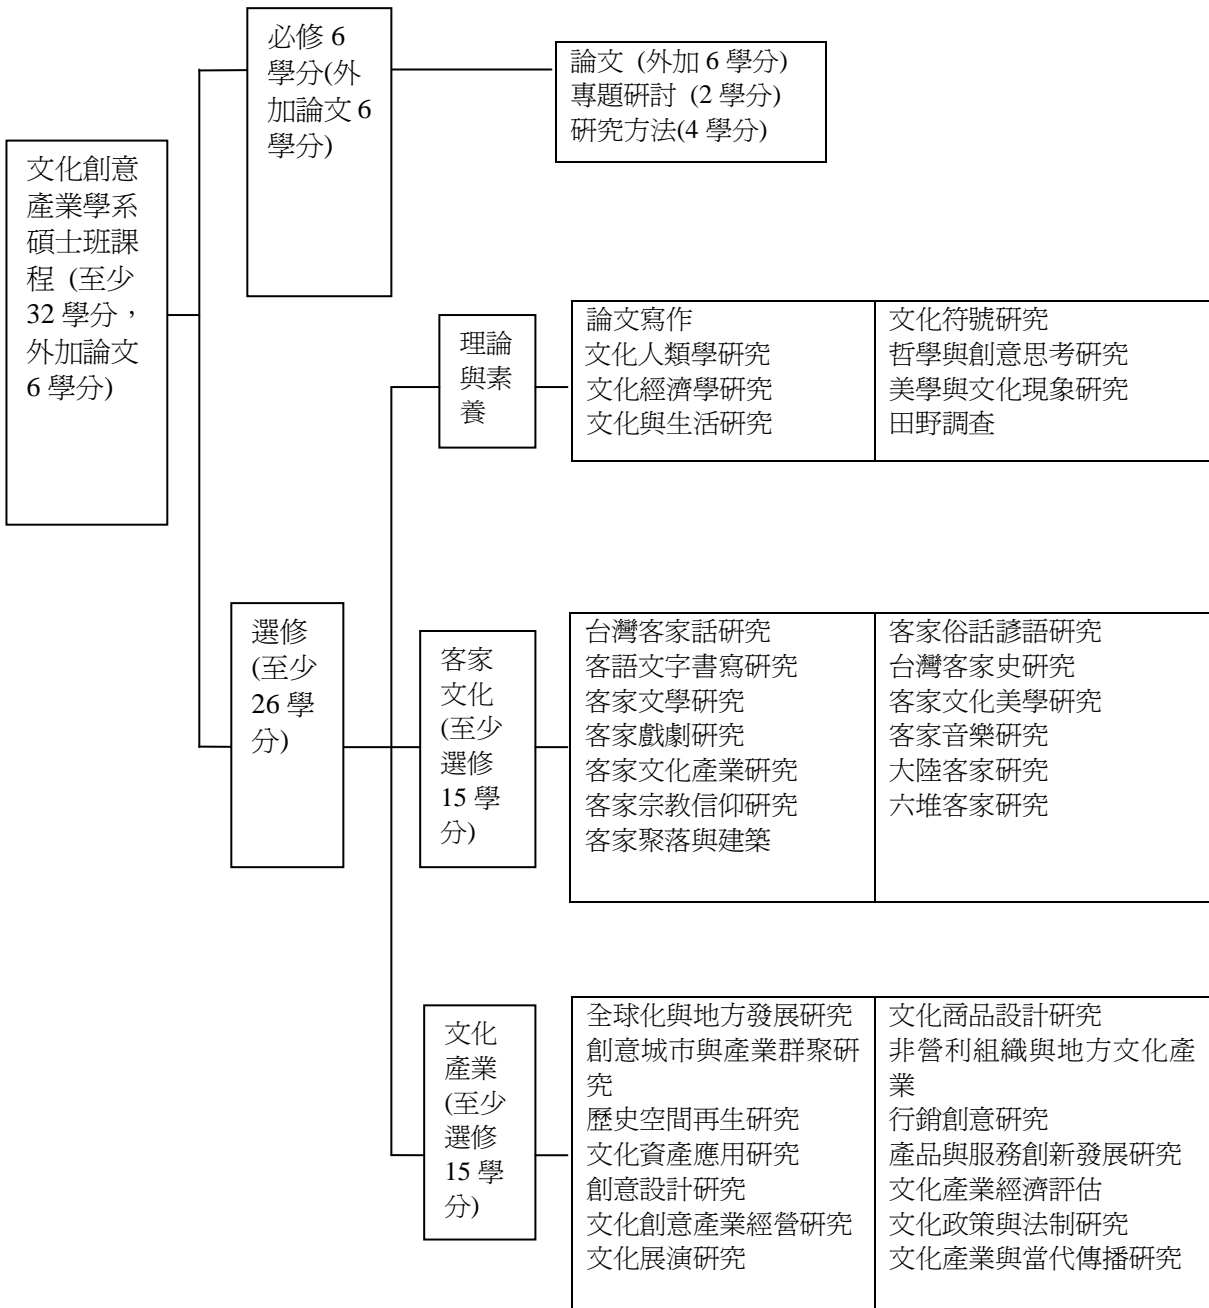 必修 6
學分(外
加論文 6
學分)
論文 (外加 6 學分)
專題研討 (2 學分)
研究方法(4 學分)
文化創意
產業學系
碩士班課
程 (至少
32 學分，
外加論文
6 學分)
理論
與素
養
論文寫作
文化人類學研究
文化經濟學研究
文化與生活研究
文化符號研究
哲學與創意思考研究
美學與文化現象研究
田野調查
選修
(至少
26 學
分)
客家
文化
(至少
選修
15 學
分)
台灣客家話研究
客語文字書寫研究
客家文學研究
客家戲劇研究
客家文化產業研究
客家宗教信仰研究
客家聚落與建築
客家俗話諺語研究
台灣客家史研究
客家文化美學研究
客家音樂研究
大陸客家研究
六堆客家研究
文化
產業
(至少
選修
15 學
分)
全球化與地方發展研究
創意城市與產業群聚研
究
歷史空間再生研究
文化資產應用研究
創意設計研究
文化創意產業經營研究
文化展演研究
文化商品設計研究
非營利組織與地方文化產
業
行銷創意研究
產品與服務創新發展研究
文化產業經濟評估
文化政策與法制研究
文化產業與當代傳播研究